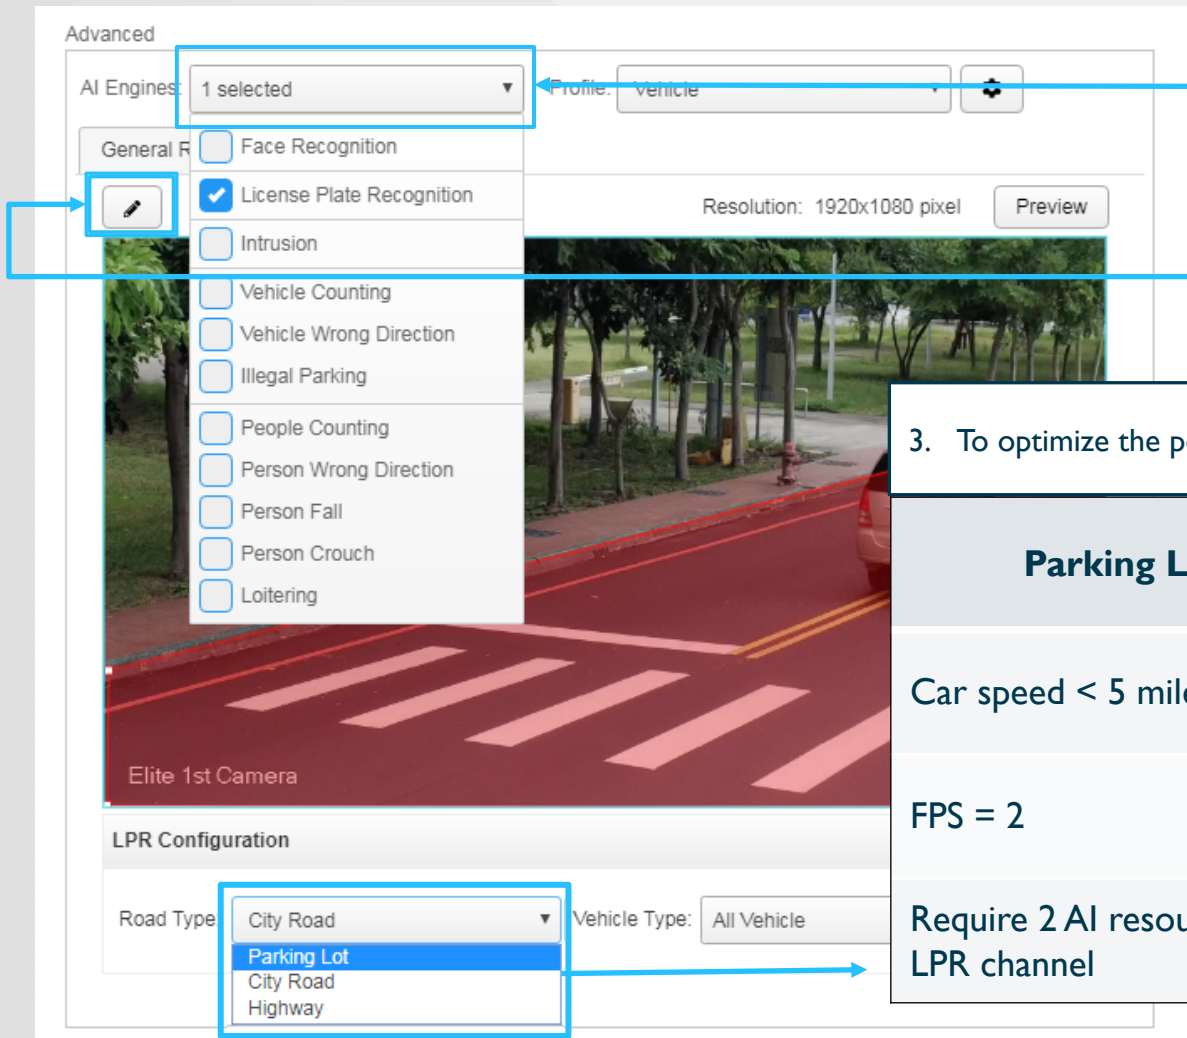 Advanced
AI Engines: 1 selected Profile: Vehicle
General
Face Recognition
License Plate Recognition
Resolution: 1920x1080 pixel Preview
Intrusion
Vehicle Counting
Vehicle Wrong Direction
Illegal Parking
People Counting
Person Wrong Direction
Person Fall
Person Crouch
Loitering
Elite 1st Camera
LPR Configuration
Road Type: City Road Vehicle Type: All Vehicle
Parking Lot
City Road
Highway
3. To optimize the
Parking
Car speed < 5
FPS = 2
Require 2 AI
LPR channel